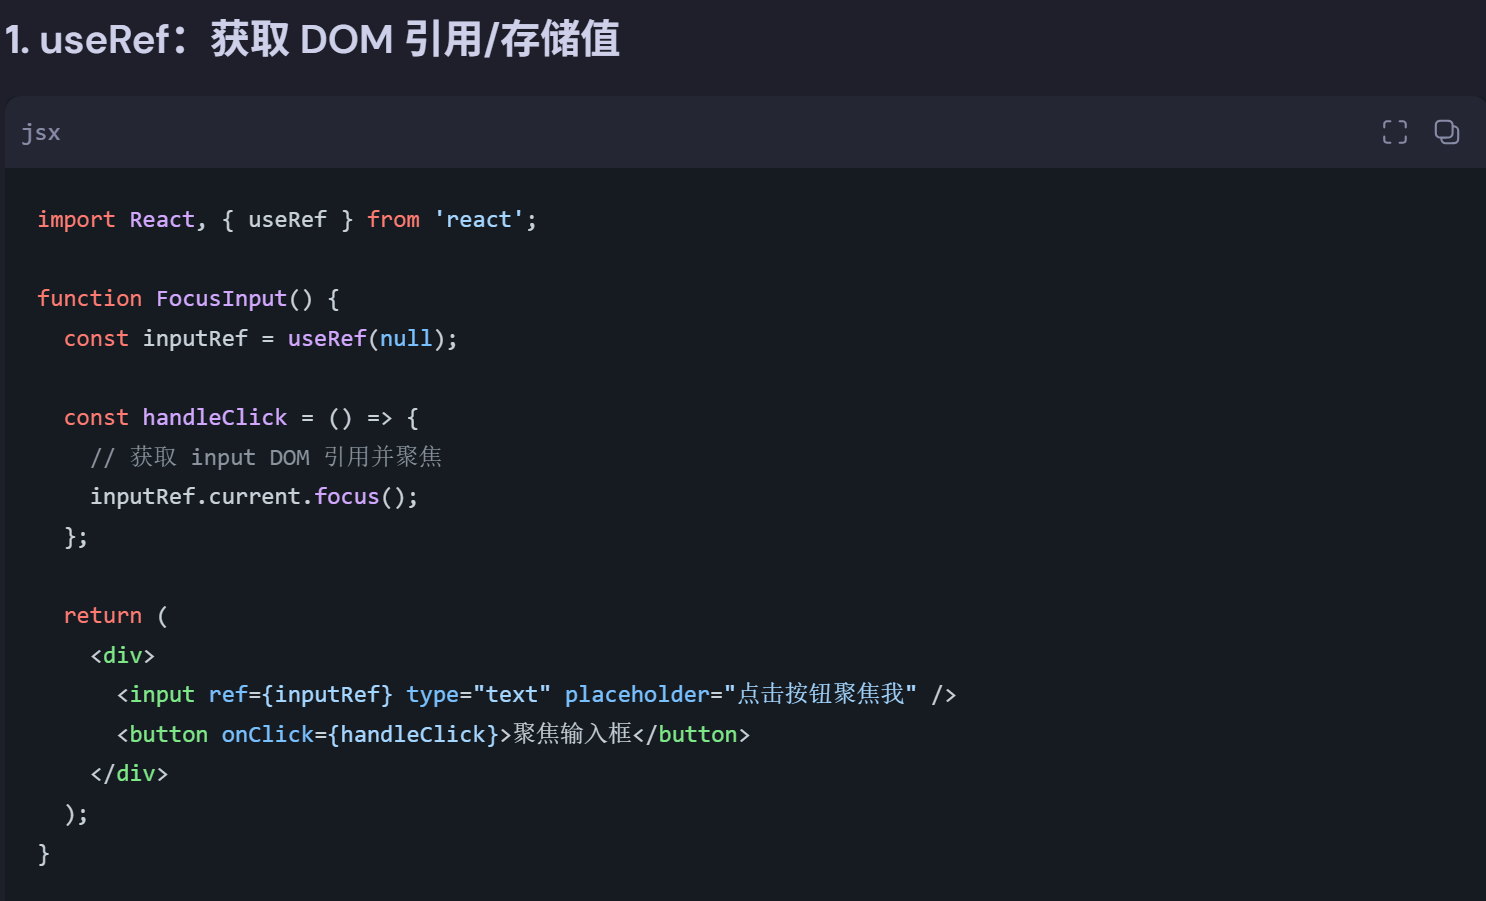 1. useRef：获取 DOM 引用/存储值
jsx
import React, { useRef } from 'react';
function FocusInput() {
  const inputRef = useRef(null);
  const handleClick = () => {
    // 获取 input DOM 引用并聚焦
    inputRef.current.focus();
  };
  return (
    <div>
      <input ref={inputRef} type="text" placeholder="点击按钮聚焦我" />
      <button onClick={handleClick}>聚焦输入框</button>
    </div>
  );
}